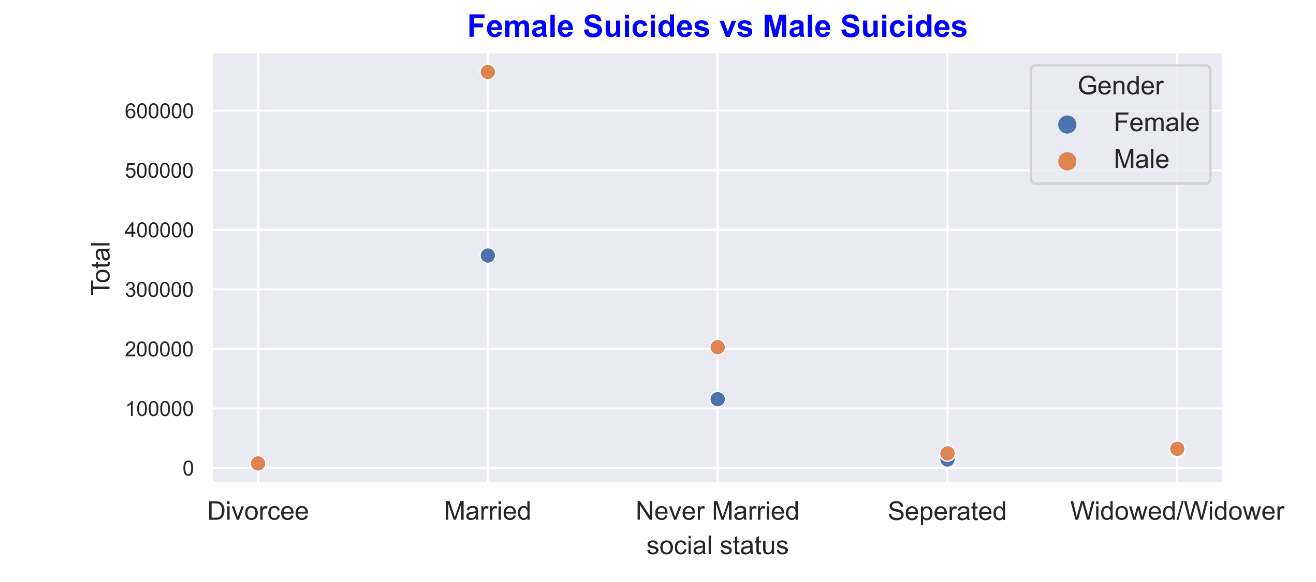 Female Suicides vs Male Suicides
Gender
Female
Male
600000
500000
400000
300000
200000
100000
0
Total
Divorcee Married Never Married Seperated Widowed/Widower
social status